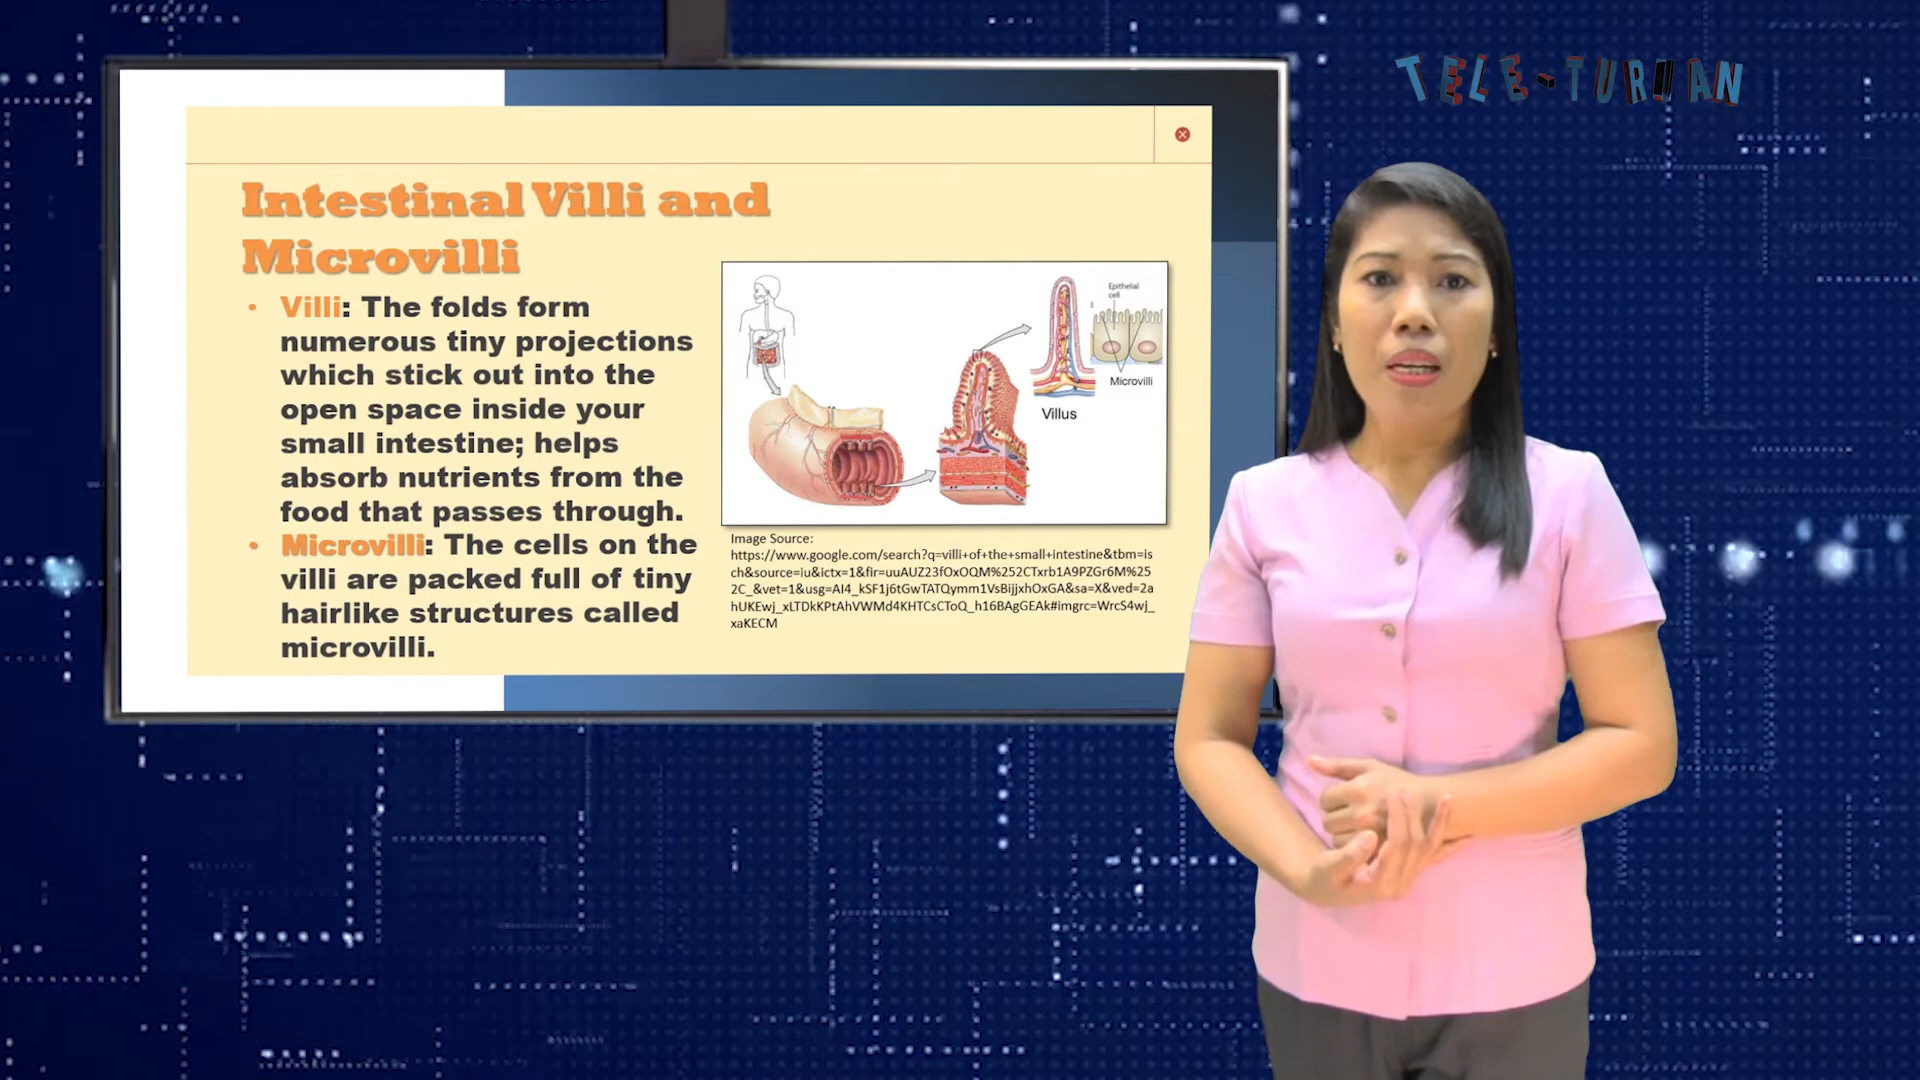 TELE-TURUAN
Intestinal Villi and
Microvilli
• Villi: The folds form
numerous tiny projections
which stick out into the
open space inside your
small intestine; helps
absorb nutrients from the
food that passes through.
• Microvilli: The cells on the
villi are packed full of tiny
hairlike structures called
microvilli.
Epithelial
cell
Microvilli
Villus
Image Source:
https://www.google.com/search?q=villi+of+the+small+intestine&tbm=is
ch&source=iu&ictx=1&fir=uuAUZ23fOxOQM%252CTxrb1A9PZGr6M%25
2C_&vet=1&usg=AI4_kSF1j6tGwTATQymm1VsBijjxhOxGA&sa=X&ved=2a
hUKEwj_xLTDkKPtAhVWMd4KHTCsCToQ_h16BAgGEAk#imgrc=WrcS4wj_
xaKECM